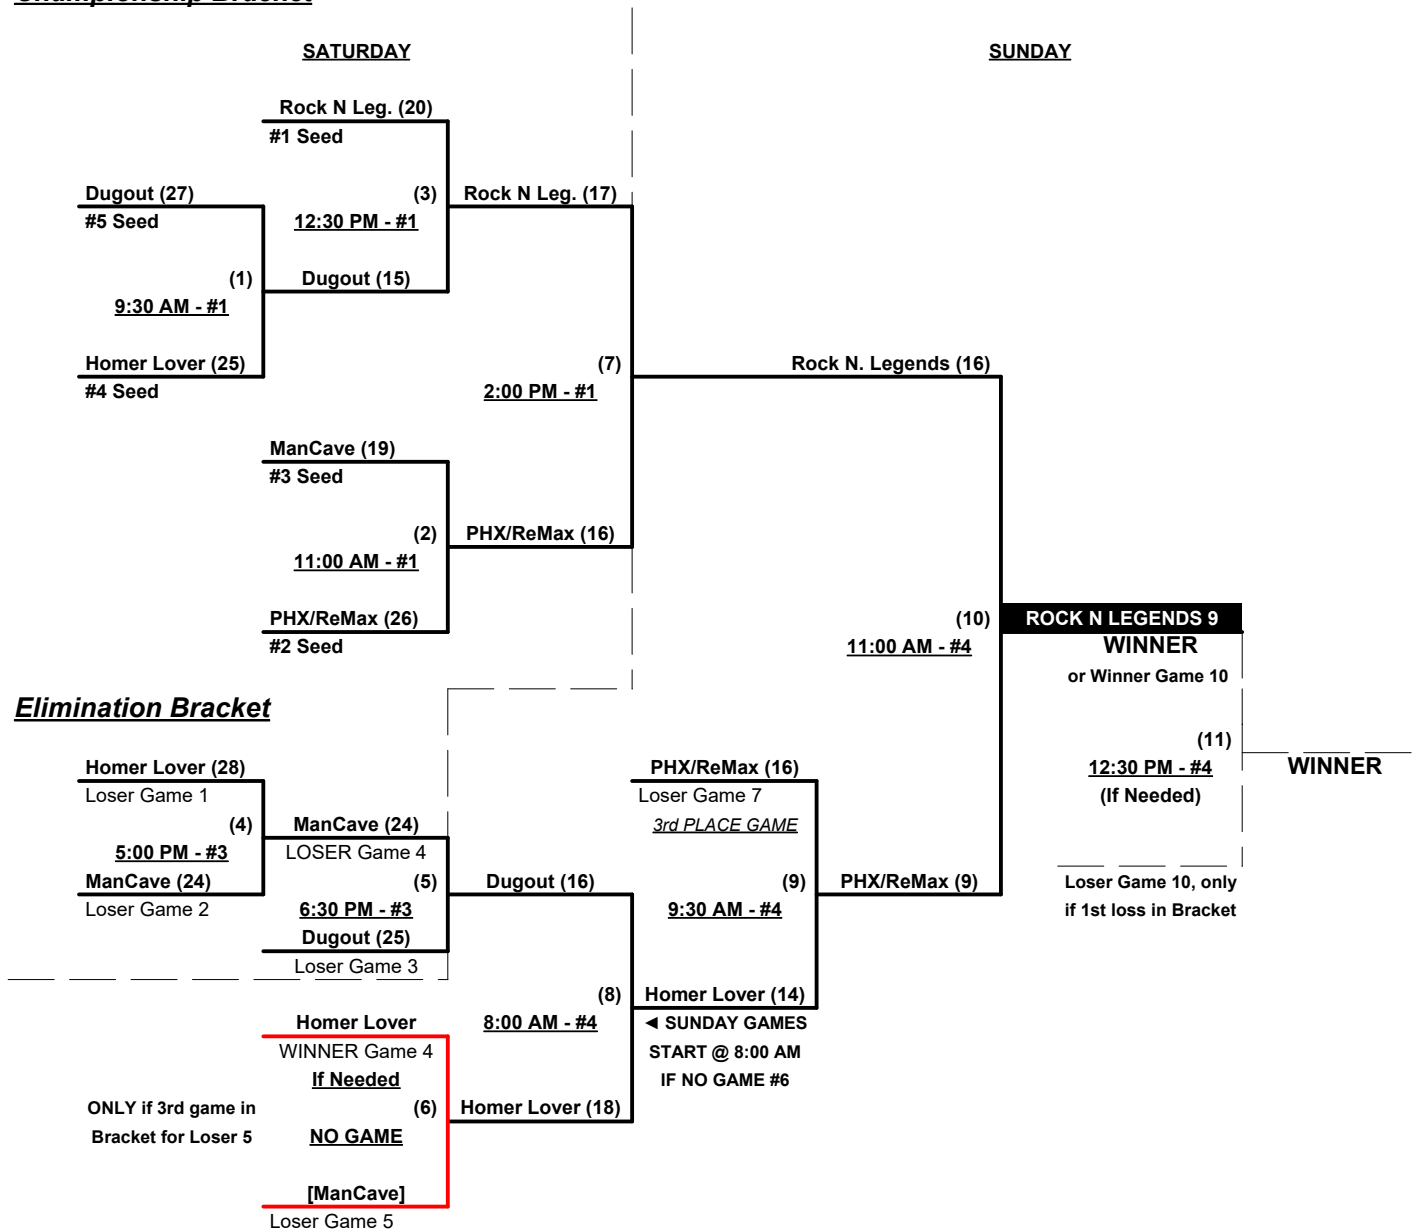 Championship Bracket
SATURDAY
SUNDAY
Rock N Leg. (20)
#1 Seed
Dugout (27)
#5 Seed
(3)
12:30 PM - #1
Rock N Leg. (17)
(1)
9:30 AM - #1
Dugout (15)
Homer Lover (25)
#4 Seed
(7)
2:00 PM - #1
Rock N. Legends (16)
ManCave (19)
#3 Seed
(2)
11:00 AM - #1
PHX/ReMax (16)
PHX/ReMax (26)
#2 Seed
(10)
11:00 AM - #4
ROCK N LEGENDS 9
WINNER
or Winner Game 10
Elimination Bracket
(11)
12:30 PM - #4
(If Needed)
WINNER
Homer Lover (28)
Loser Game 1
PHX/ReMax (16)
Loser Game 7
3rd PLACE GAME
(4)
5:00 PM - #3
ManCave (24)
LOSER Game 4
ManCave (24)
Loser Game 2
(5)
6:30 PM - #3
Dugout (16)
(9)
9:30 AM - #4
PHX/ReMax (9)
Loser Game 10, only
if 1st loss in Bracket
Dugout (25)
Loser Game 3
(8)
8:00 AM - #4
Homer Lover (14)
◄ SUNDAY GAMES
START @ 8:00 AM
IF NO GAME #6
Homer Lover
WINNER Game 4
If Needed
ONLY if 3rd game in
Bracket for Loser 5
(6)
NO GAME
Homer Lover (18)
[ManCave]
Loser Game 5